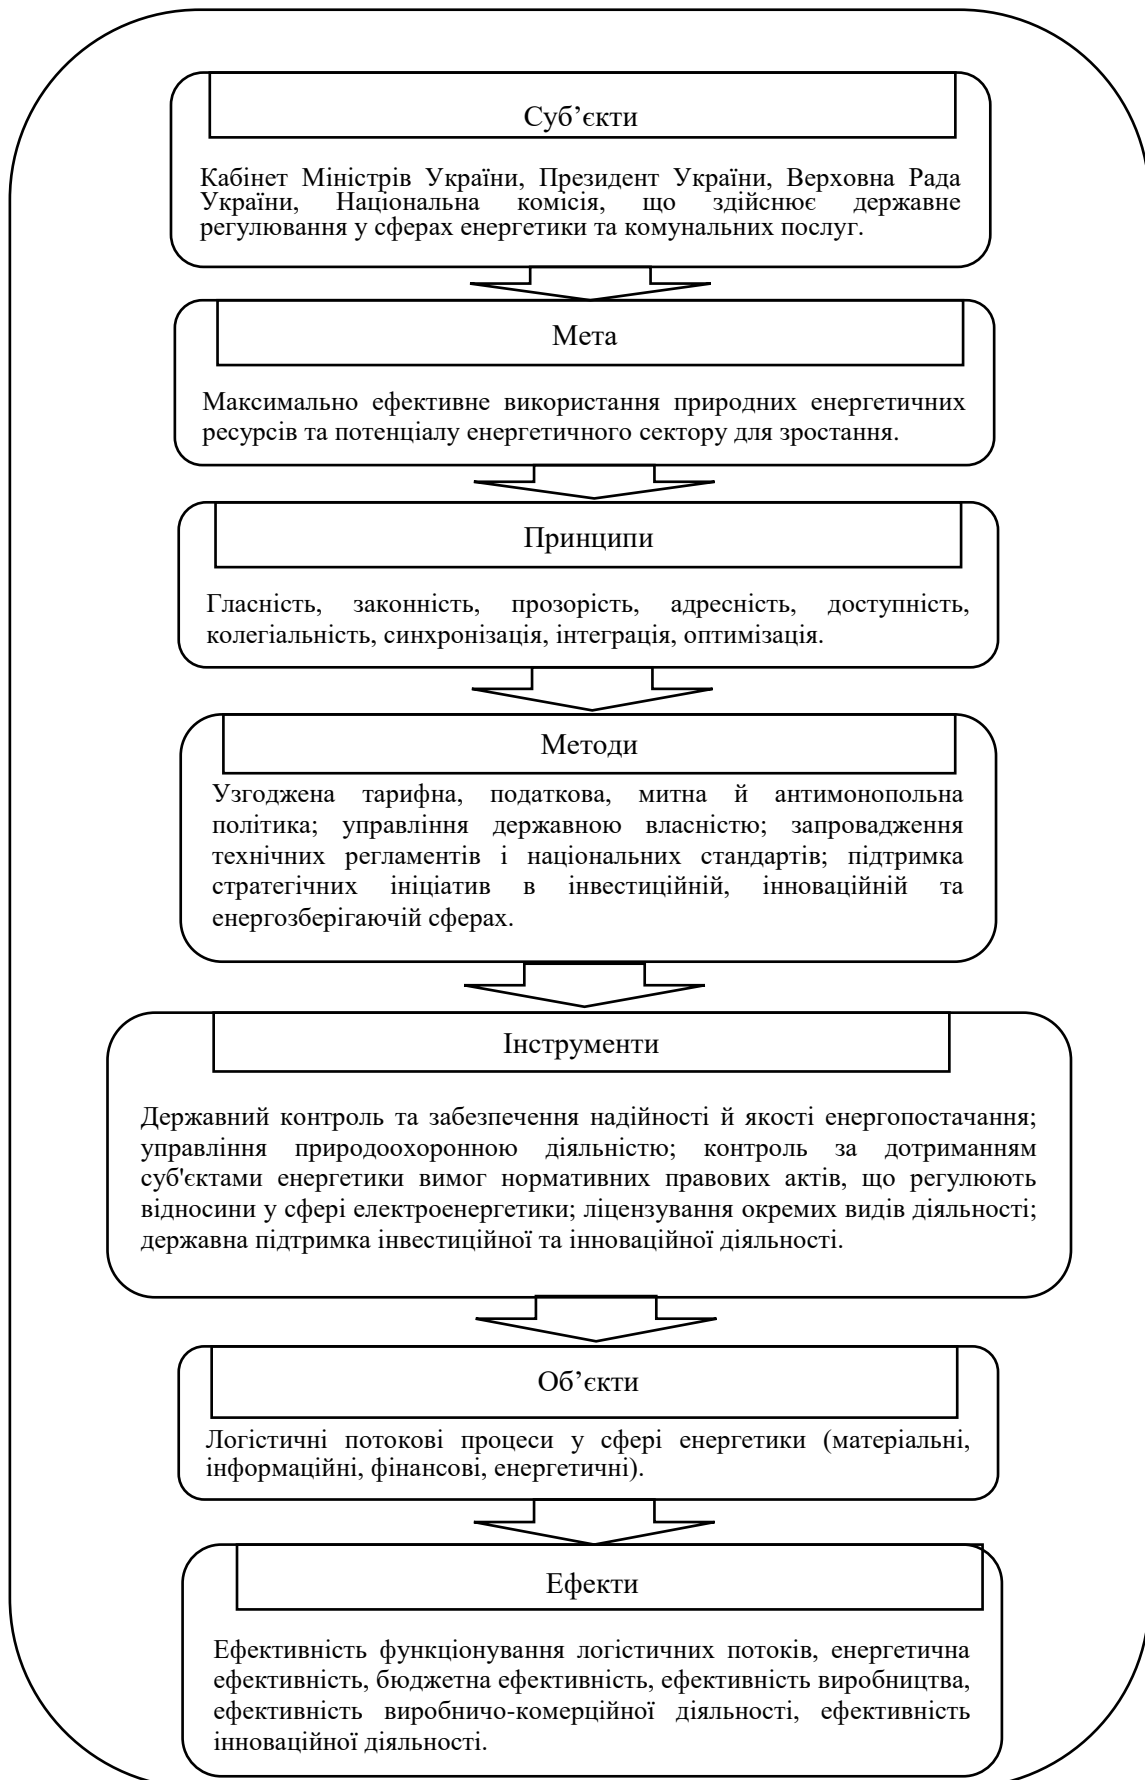 Суб’єкти
Кабінет Міністрів України, Президент України, Верховна Рада
України, Національна комісія, що здійснює державне
регулювання у сферах енергетики та комунальних послуг.
Мета
Максимально ефективне використання природних енергетичних
ресурсів та потенціалу енергетичного сектору для зростання.
Принципи
Гласність, законність, прозорість, адресність, доступність,
колегіальність, синхронізація, інтеграція, оптимізація.
Методи
Узгоджена тарифна, податкова, митна й антимонопольна
політика; управління державною власністю; запровадження
технічних регламентів і національних стандартів; підтримка
стратегічних ініціатив в інвестиційній, інноваційній та
енергозберігаючій сферах.
Інструменти
Державний контроль та забезпечення надійності й якості енергопостачання;
управління природоохоронною діяльністю; контроль за дотриманням
суб'єктами енергетики вимог нормативних правових актів, що регулюють
відносини у сфері електроенергетики; ліцензування окремих видів діяльності;
державна підтримка інвестиційної та інноваційної діяльності.
Об’єкти
Логістичні потокові процеси у сфері енергетики (матеріальні,
інформаційні, фінансові, енергетичні).
Ефекти
Ефективність функціонування логістичних потоків, енергетична
ефективність, бюджетна ефективність, ефективність виробництва,
ефективність виробничо-комерційної діяльності, ефективність
інноваційної діяльності.